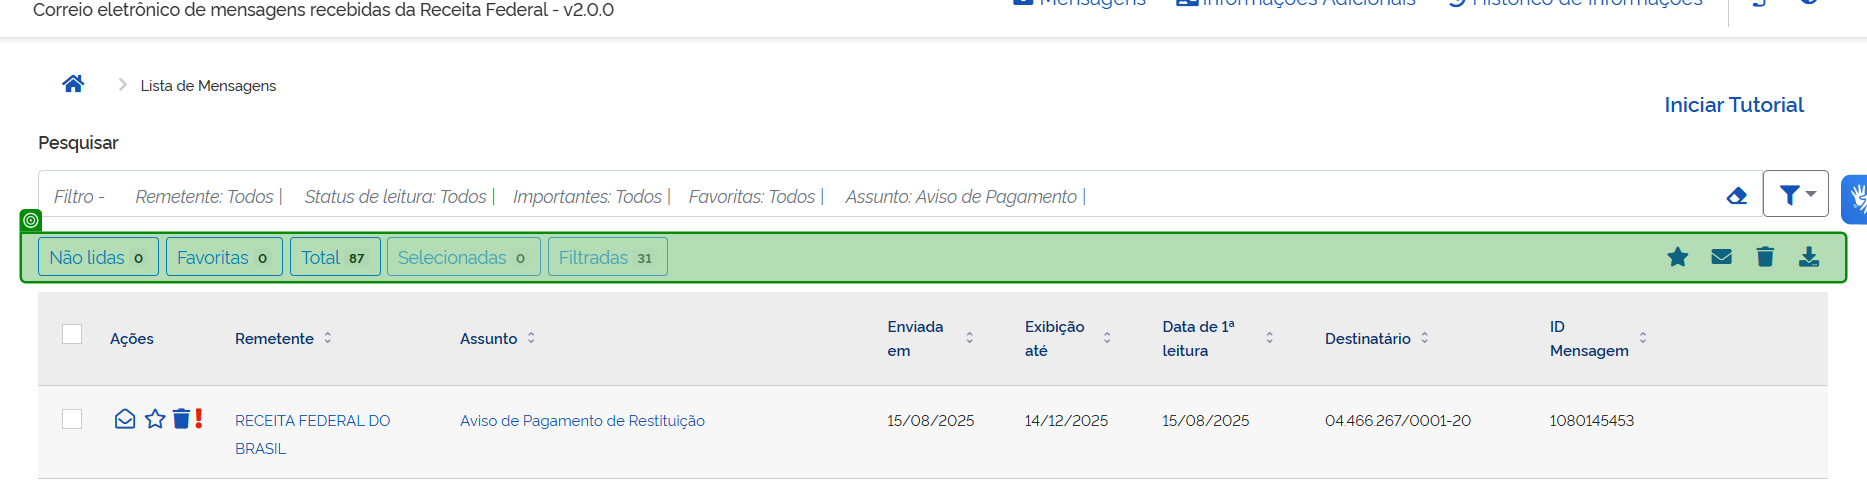 Correio eletrônico de mensagens recebidas da Receita Federal - v2.0.0
Mensagens Informações Adicionais Histórico de Informações
Lista de Mensagens
Iniciar Tutorial
Pesquisar
Filtro - Remetente: Todos | Status de leitura: Todos | Importantes: Todos | Favoritas: Todos | Assunto: Aviso de Pagamento |
Não lidas 0 Favoritas 0 Total 87 Selecionadas 0 Filtradas 31
Ações Remetente Assunto Enviada em Exibição até Data de 1ª leitura Destinatário ID Mensagem
RECEITA FEDERAL DO BRASIL Aviso de Pagamento de Restituição 15/08/2025 14/12/2025 15/08/2025 04.466.267/0001-20 1080145453